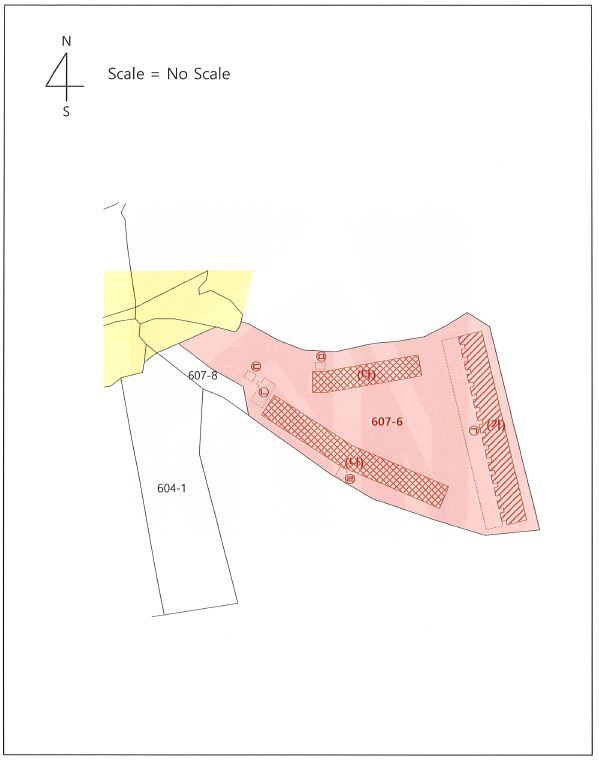 N
Scale = No Scale
S
㉤
㉢
(다)
607-8
㉡
607-6
㉠
(가)
(나)
㉣
604-1